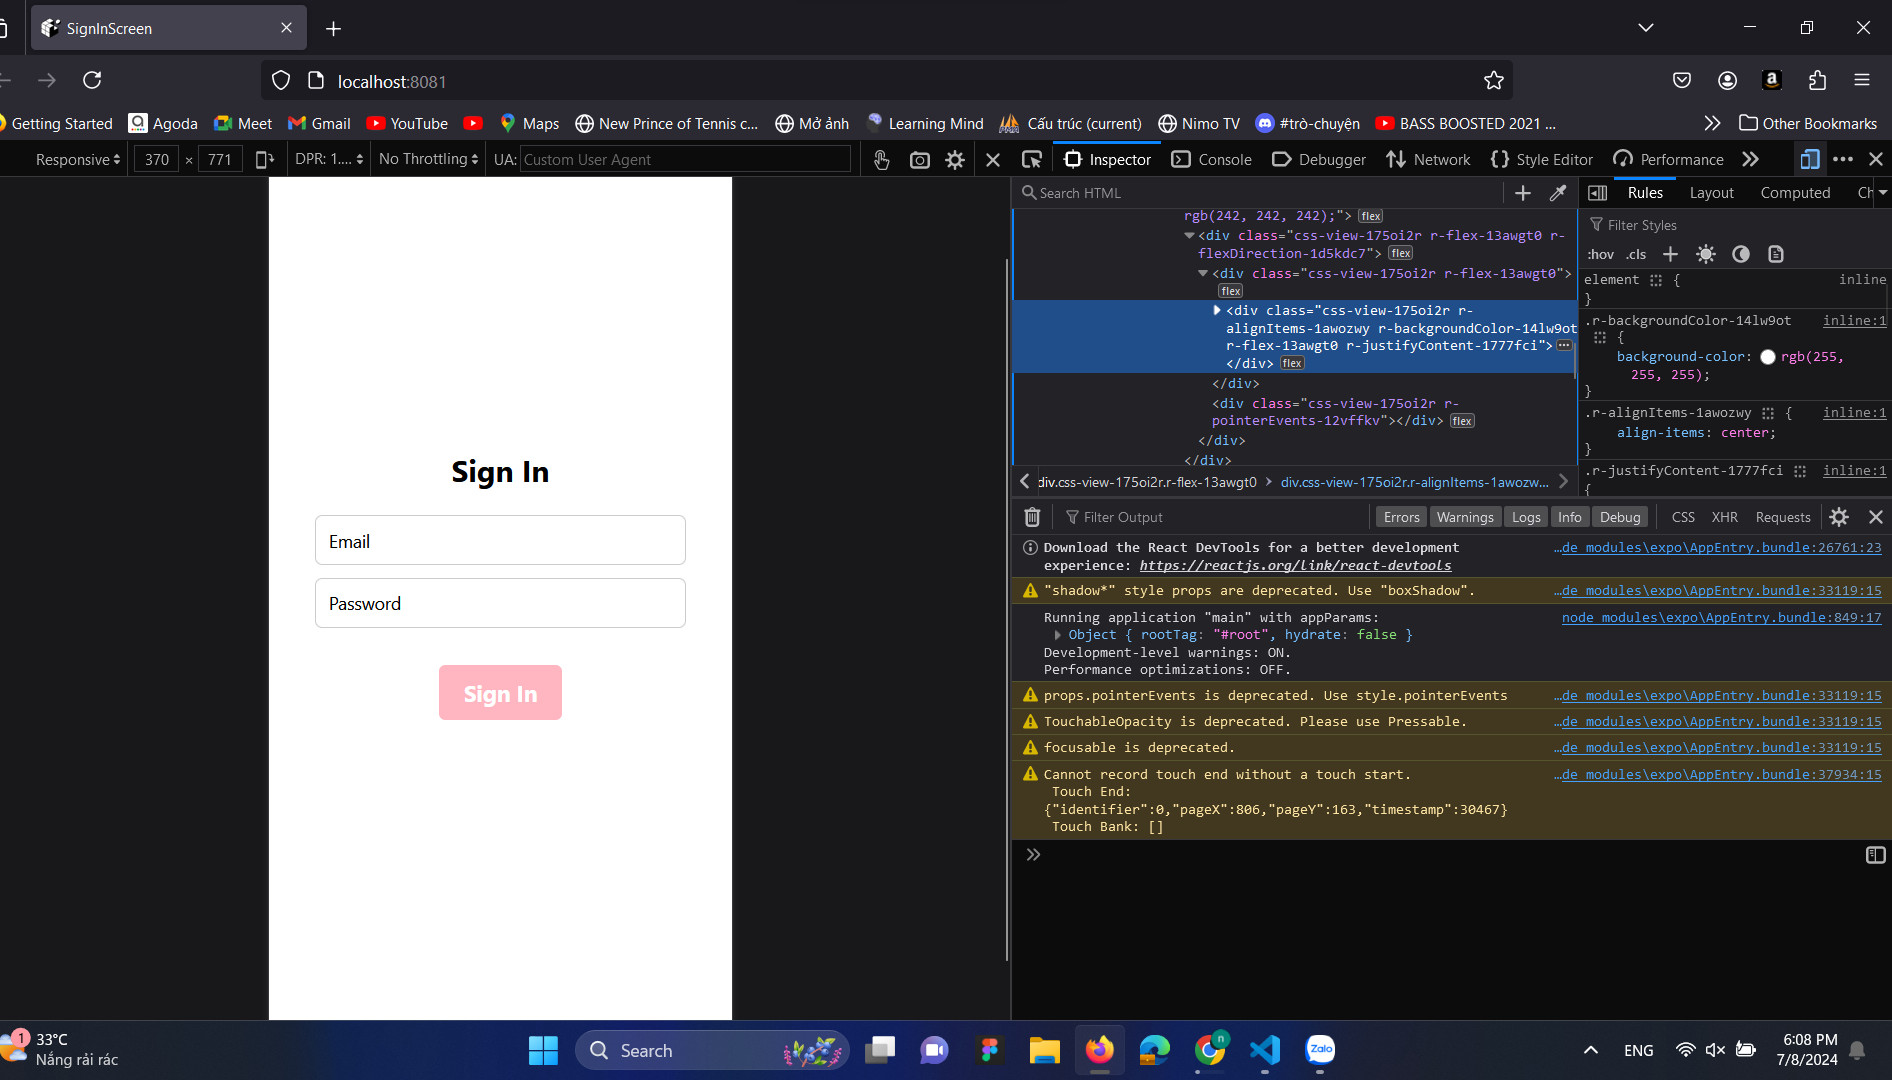 SignInScreen
localhost:8081
Getting Started Agoda Meet Gmail YouTube Maps New Prince of Tennis c... Mở ảnh Learning Mind Cấu trúc (current) Nimo TV #trò-chuyện BASS BOOSTED 2021 ... Other Bookmarks
Responsive 370 × 771 DPR: 1.... No Throttling UA: Custom User Agent
Inspector Console Debugger Network Style Editor Performance
Search HTML
rgb(242, 242, 242);"> flex
<div class="css-view-175oi2r r-flex-13awgt0 r-
flexDirection-1d5kdc7"> flex
<div class="css-view-175oi2r r-flex-13awgt0">
flex
<div class="css-view-175oi2r r-
alignItems-1awozwy r-backgroundColor-14lw9ot
r-flex-13awgt0 r-justifyContent-1777fci">
</div> flex
</div>
<div class="css-view-175oi2r r-
pointerEvents-12vffkv"></div> flex
</div>
</div>
div.css-view-175oi2r.r-flex-13awgt0 div.css-view-175oi2r.r-alignItems-1awozw...
Rules Layout Computed Ch
Filter Styles
:hov .cls
element { inline
}
.r-backgroundColor-14lw9ot inline:1
{
background-color: rgb(255,
255, 255);
}
.r-alignItems-1awozwy { inline:1
align-items: center;
}
.r-justifyContent-1777fci inline:1
{
Filter Output Errors Warnings Logs Info Debug CSS XHR Requests
Download the React DevTools for a better development …de_modules\expo\AppEntry.bundle:26761:23
experience: https://reactjs.org/link/react-devtools
"shadow*" style props are deprecated. Use "boxShadow". …de_modules\expo\AppEntry.bundle:33119:15
Running application "main" with appParams: node_modules\expo\AppEntry.bundle:849:17
Object { rootTag: "#root", hydrate: false }
Development-level warnings: ON.
Performance optimizations: OFF.
props.pointerEvents is deprecated. Use style.pointerEvents …de_modules\expo\AppEntry.bundle:33119:15
TouchableOpacity is deprecated. Please use Pressable. …de_modules\expo\AppEntry.bundle:33119:15
focusable is deprecated. …de_modules\expo\AppEntry.bundle:33119:15
Cannot record touch end without a touch start. …de_modules\expo\AppEntry.bundle:37934:15
Touch End:
{"identifier":0,"pageX":806,"pageY":163,"timestamp":30467}
Touch Bank: []
Sign In
Email
Password
Sign In
1
33°C
Nắng rải rác
Search
n
Zalo
ENG
6:08 PM
7/8/2024